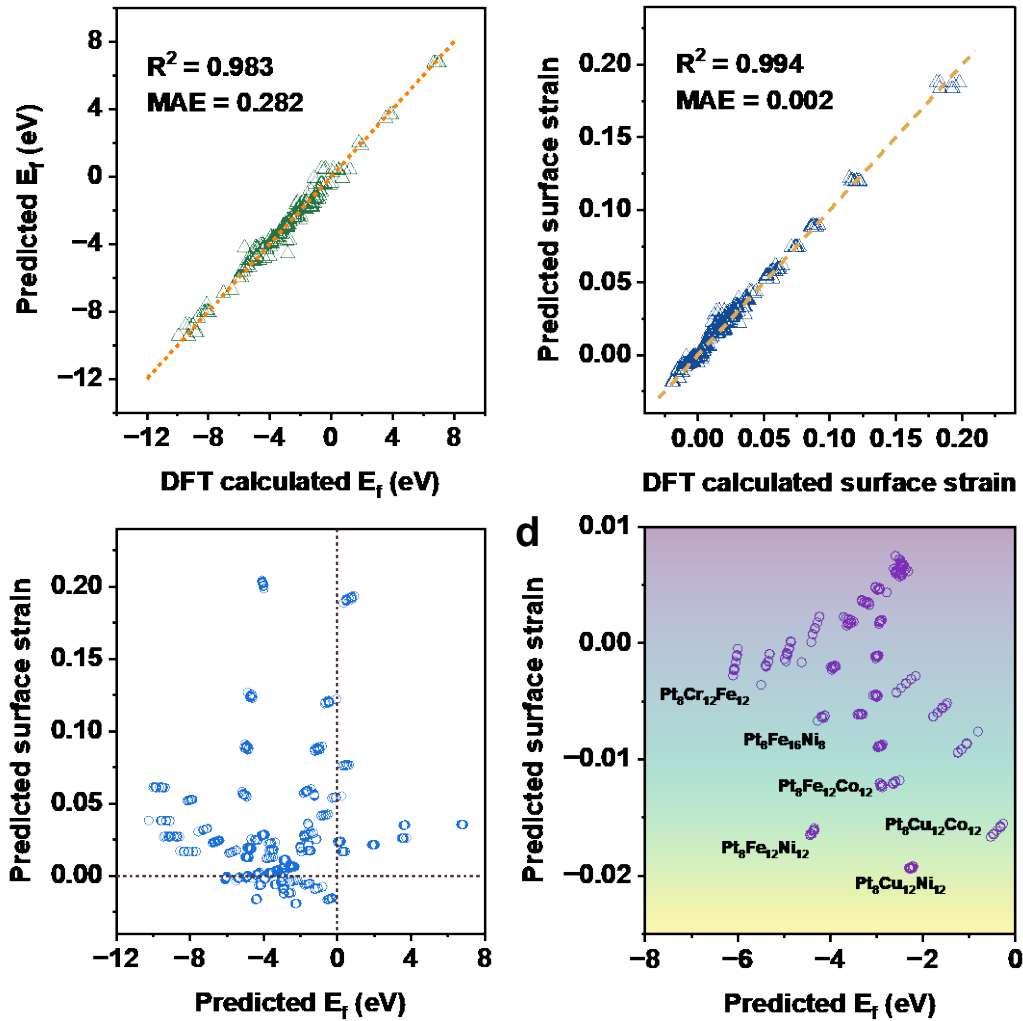 R² = 0.983
MAE = 0.282
Predicted E_f (eV)
8
4
0
−4
−8
−12
−12 −8 −4 0 4 8
DFT calculated E_f (eV)
R² = 0.994
MAE = 0.002
Predicted surface strain
0.20
0.15
0.10
0.05
0.00
0.00 0.05 0.10 0.15 0.20
DFT calculated surface strain
Predicted surface strain
0.20
0.15
0.10
0.05
0.00
−12 −8 −4 0 4 8
Predicted E_f (eV)
d
Predicted surface strain
0.01
0.00
−0.01
−0.02
Pt₈Cr₁₂Fe₁₂
Pt₈Fe₁₆Ni₈
Pt₈Fe₁₂Co₁₂
Pt₈Cu₁₂Co₁₂
Pt₈Fe₁₂Ni₁₂
Pt₈Cu₁₂Ni₁₂
−8 −6 −4 −2 0
Predicted E_f (eV)